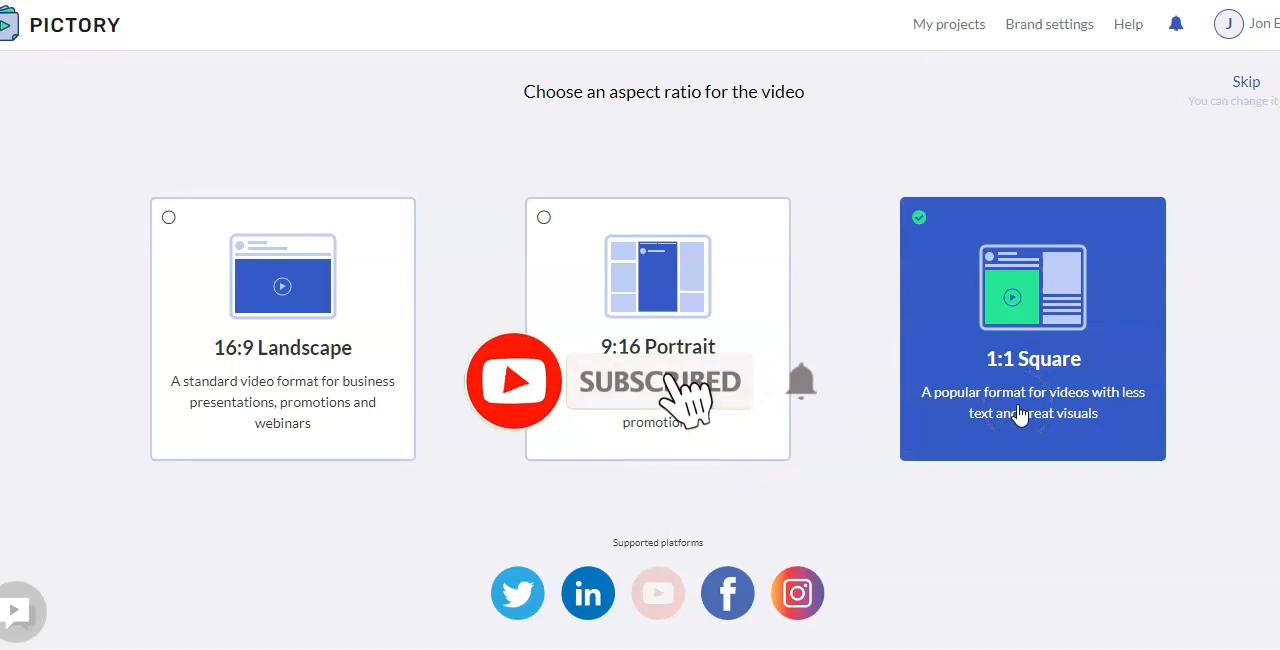 PICTORY
My projects Brand settings Help J Jon E
Skip
You can change it
Choose an aspect ratio for the video
16:9 Landscape
A standard video format for business
presentations, promotions and
webinars
9:16 Portrait
SUBSCRIBED
1:1 Square
A popular format for videos with less
text and great visuals
Supported platforms
in
f